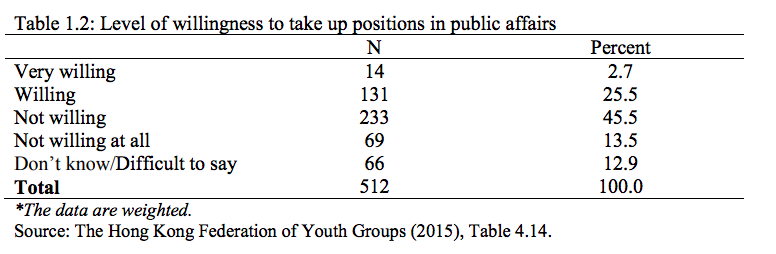 Table 1.2: Level of willingness to take up positions in public affairs
N Percent
Very willing 14 2.7
Willing 131 25.5
Not willing 233 45.5
Not willing at all 69 13.5
Don’t know/Difficult to say 66 12.9
Total 512 100.0
*The data are weighted.
Source: The Hong Kong Federation of Youth Groups (2015), Table 4.14.